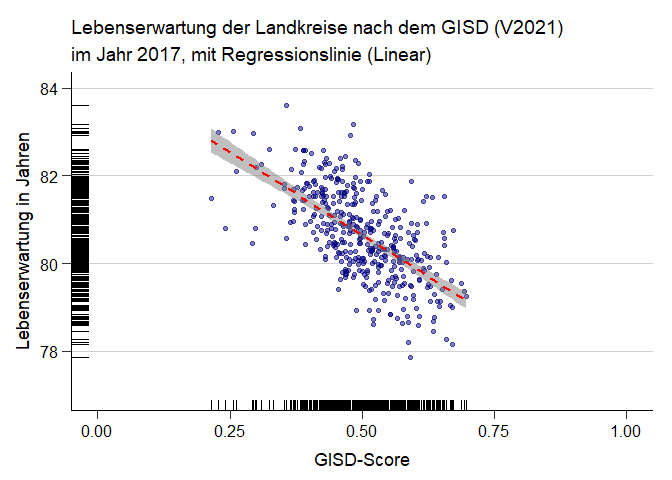 Lebenserwartung der Landkreise nach dem GISD (V2021)
im Jahr 2017, mit Regressionslinie (Linear)
Lebenserwartung in Jahren
84
82
80
78
0.00 0.25 0.50 0.75 1.00
GISD-Score